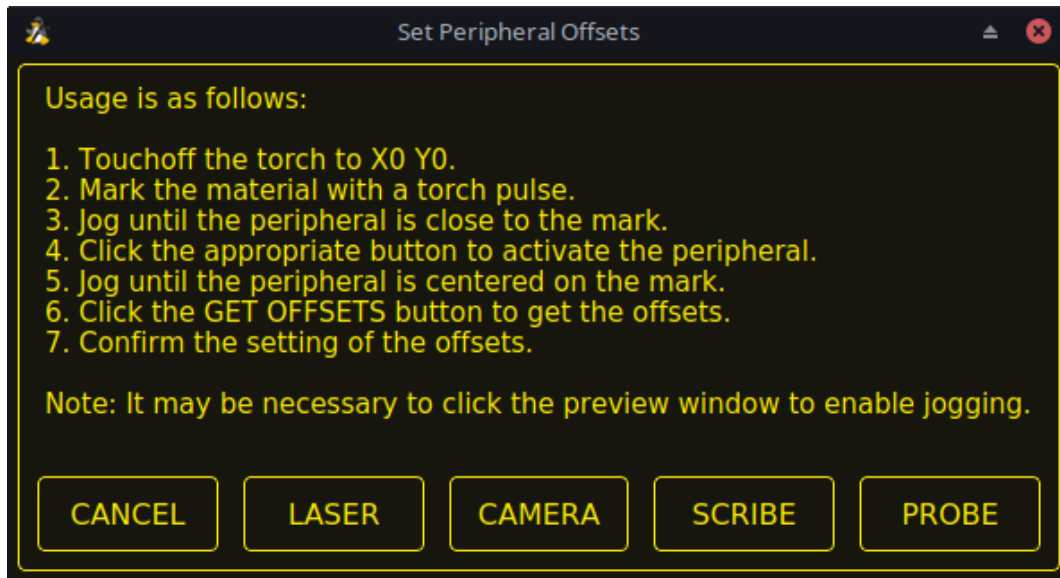 Set Peripheral Offsets
Usage is as follows:
1. Touchoff the torch to X0 Y0.
2. Mark the material with a torch pulse.
3. Jog until the peripheral is close to the mark.
4. Click the appropriate button to activate the peripheral.
5. Jog until the peripheral is centered on the mark.
6. Click the GET OFFSETS button to get the offsets.
7. Confirm the setting of the offsets.
Note: It may be necessary to click the preview window to enable jogging.
CANCEL LASER CAMERA SCRIBE PROBE